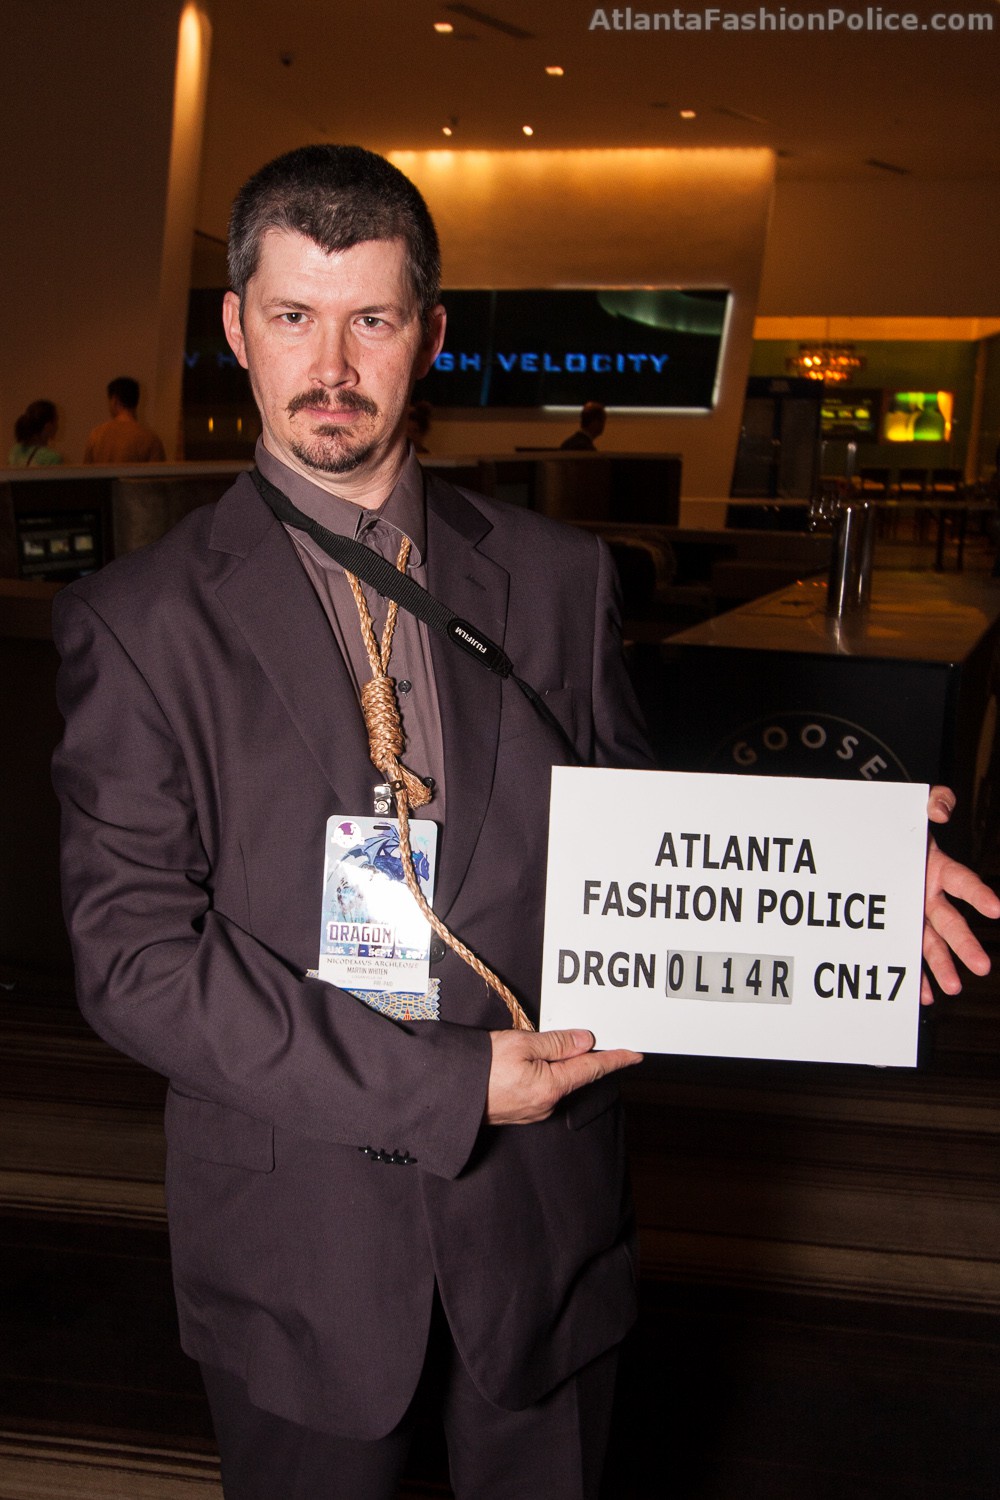 AtlantaFashionPolice.com
GH VELOCITY
FUJIFILM
GOOSE
ATLANTA
FASHION POLICE
DRGN 0L14R CN17
DRAGON
NICODEMUS ARCHLEONE
MARTIN WHITEN